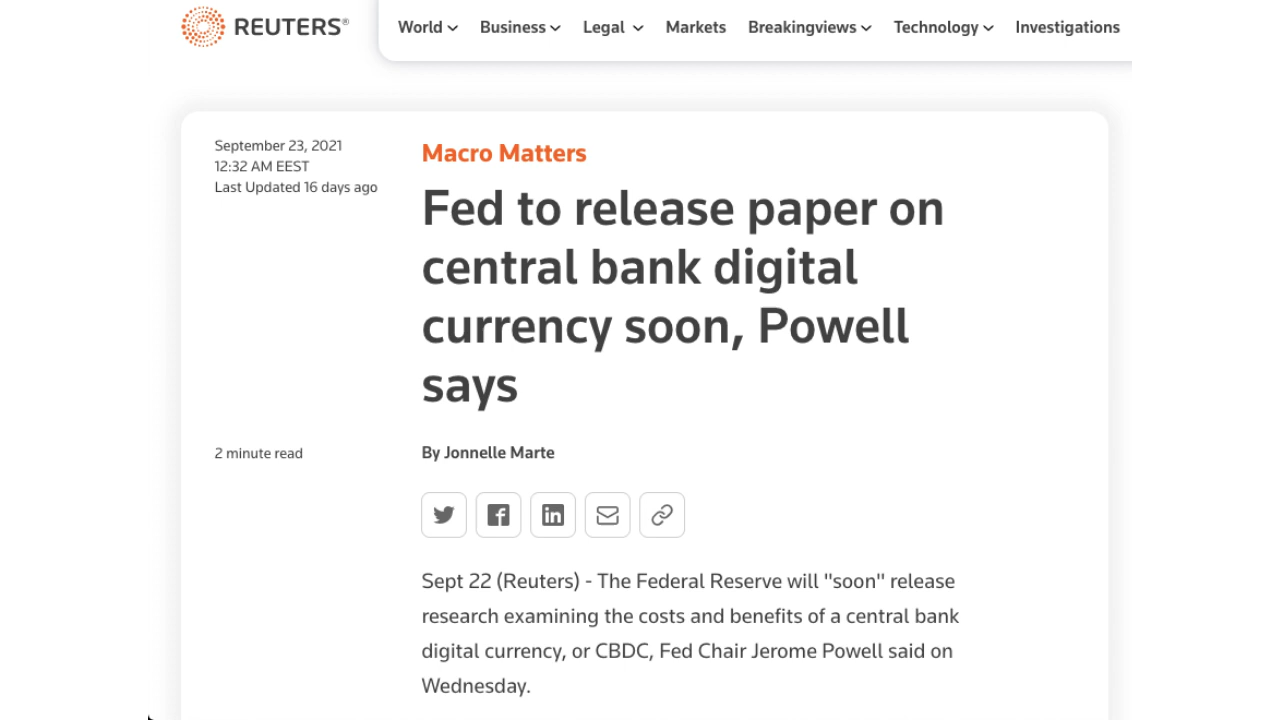 REUTERS®
World Business Legal Markets Breakingviews Technology Investigations
September 23, 2021
12:32 AM EEST
Last Updated 16 days ago
Macro Matters
Fed to release paper on
central bank digital
currency soon, Powell
says
2 minute read
By Jonnelle Marte
Sept 22 (Reuters) - The Federal Reserve will "soon" release
research examining the costs and benefits of a central bank
digital currency, or CBDC, Fed Chair Jerome Powell said on
Wednesday.